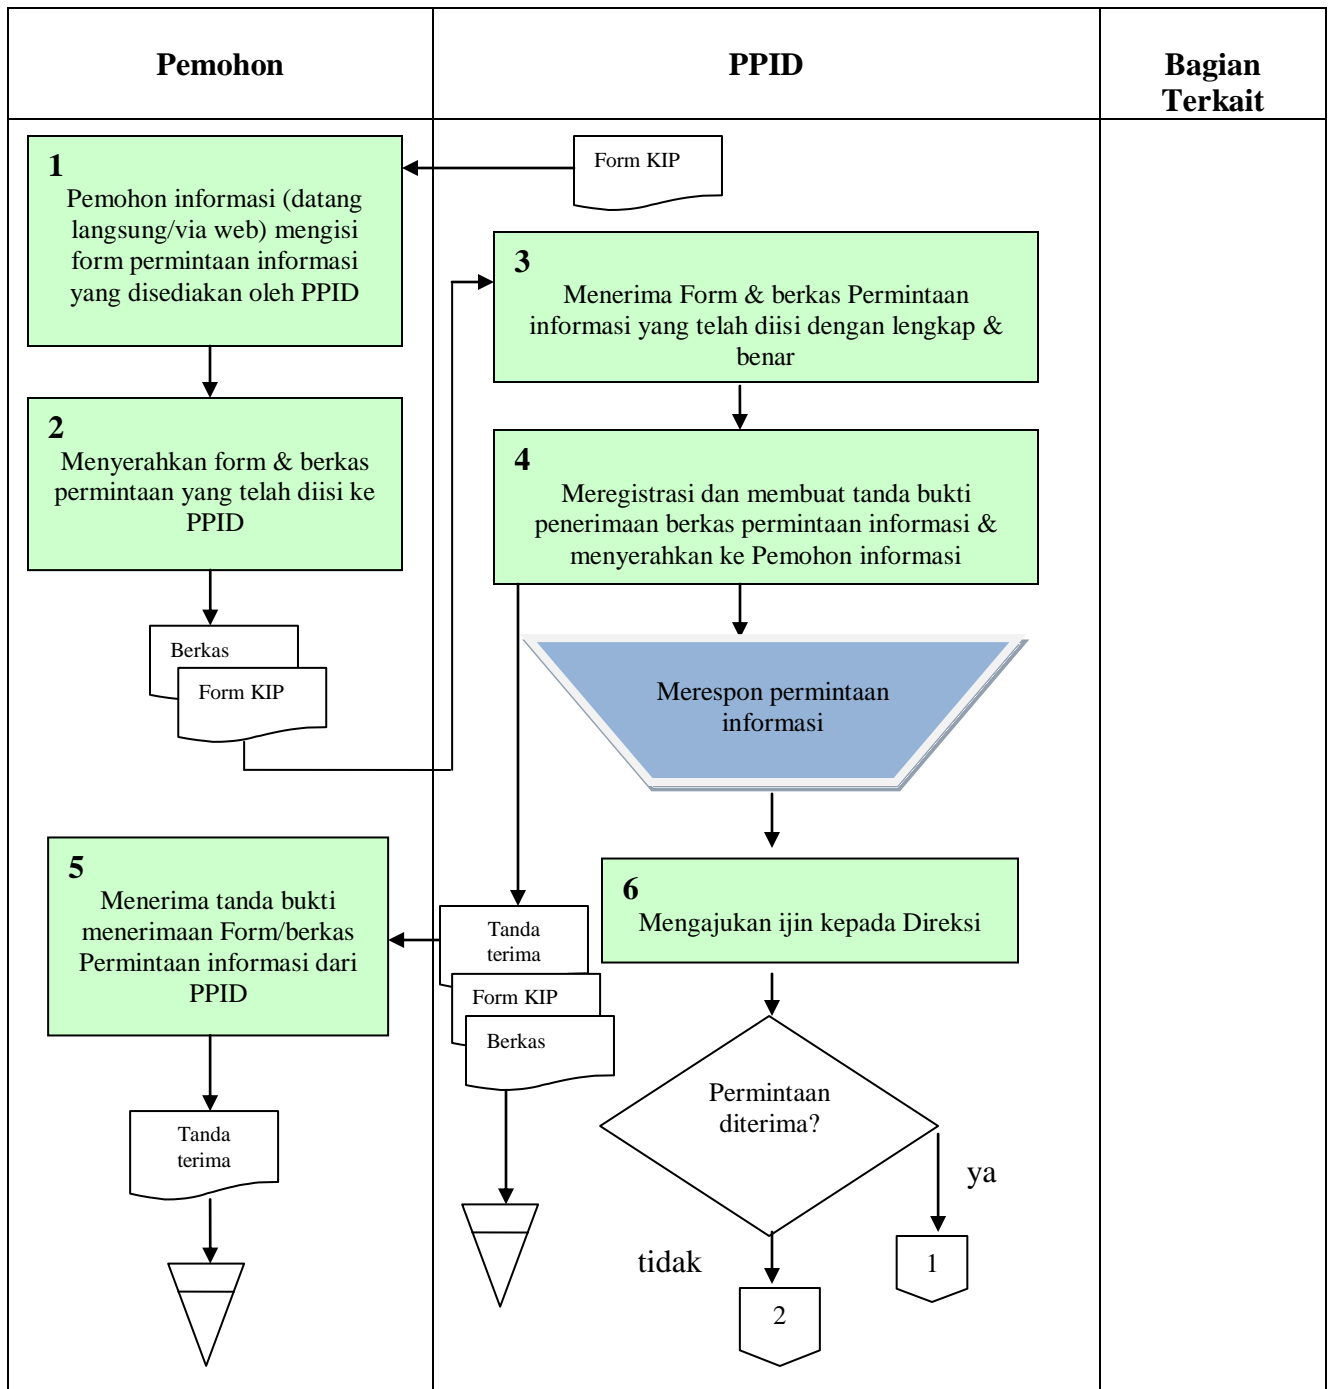 Pemohon
PPID
Bagian
Terkait
1
Pemohon informasi (datang
langsung/via web) mengisi
form permintaan informasi
yang disediakan oleh PPID
Form KIP
3
Menerima Form & berkas Permintaan
informasi yang telah diisi dengan lengkap &
benar
2
Menyerahkan form & berkas
permintaan yang telah diisi ke
PPID
4
Meregistrasi dan membuat tanda bukti
penerimaan berkas permintaan informasi &
menyerahkan ke Pemohon informasi
Berkas
Form KIP
Merespon permintaan
informasi
5
Menerima tanda bukti
menerimaan Form/berkas
Permintaan informasi dari
PPID
Tanda
terima
Form KIP
Berkas
6
Mengajukan ijin kepada Direksi
Permintaan
diterima?
Tanda
terima
ya
tidak
1
2